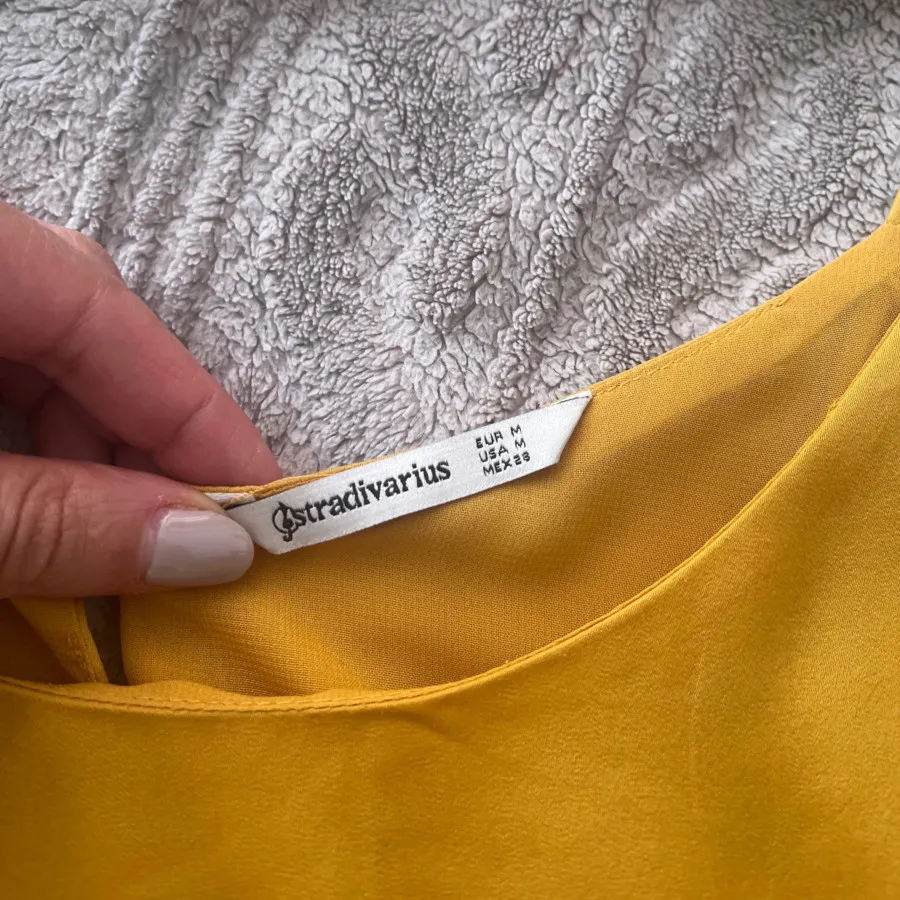 stradivarius
EUR M
USA M
MEX 28